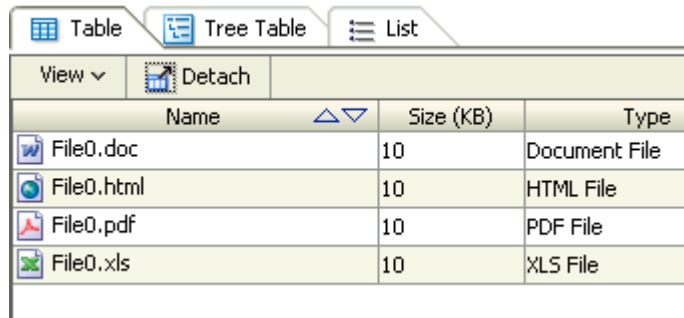 Table Tree Table List
View Detach
Name Size (KB) Type
File0.doc 10 Document File
File0.html 10 HTML File
File0.pdf 10 PDF File
File0.xls 10 XLS File